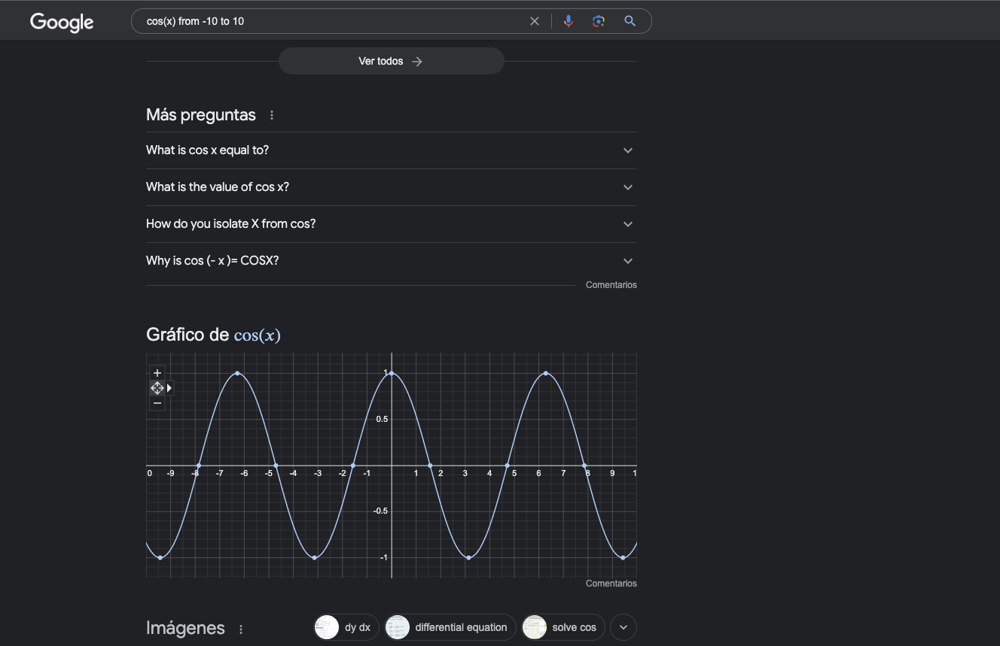 Google
cos(x) from -10 to 10
Ver todos
Más preguntas
What is cos x equal to?
What is the value of cos x?
How do you isolate X from cos?
Why is cos (- x )= COSX?
Comentarios
Gráfico de cos(x)
1
0.5
0 -9 -8 -7 -6 -5 -4 -3 -2 -1 1 2 3 4 5 6 7 8 9 1
-0.5
-1
Comentarios
Imágenes
dy dx
differential equation
solve cos